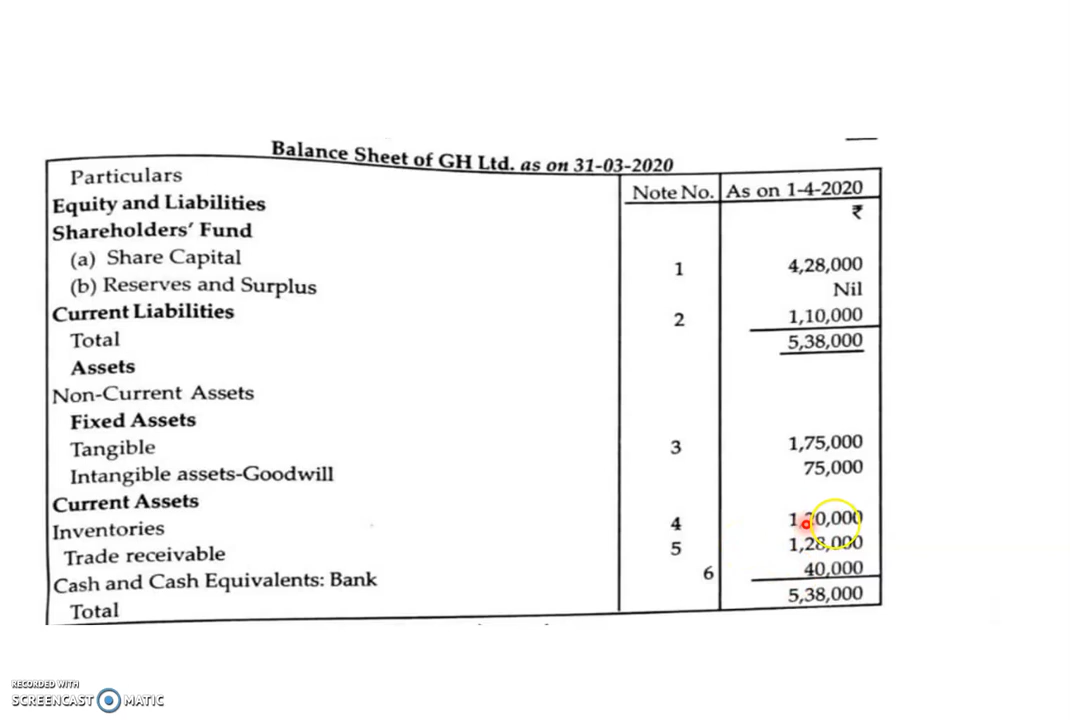 Balance Sheet of GH Ltd. as on 31-03-2020
Particulars Note No. As on 1-4-2020
Equity and Liabilities ₹
Shareholders' Fund
(a) Share Capital 1 4,28,000
(b) Reserves and Surplus Nil
Current Liabilities 2 1,10,000
Total 5,38,000
Assets
Non-Current Assets
Fixed Assets
Tangible 3 1,75,000
Intangible assets-Goodwill 75,000
Current Assets
Inventories 4
Trade receivable 5 1,28,000
Cash and Cash Equivalents: Bank 6 40,000
Total 5,38,000
RECORDED WITH
SCREENCAST MATIC